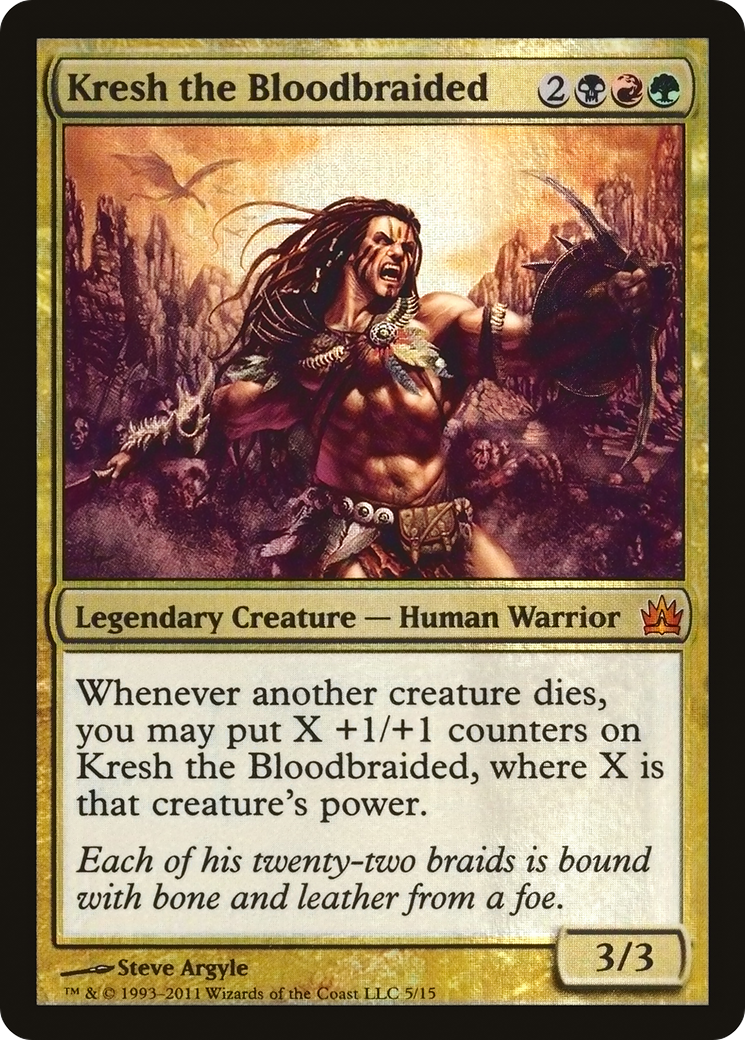 Kresh the Bloodbraided 2
Legendary Creature — Human Warrior
Whenever another creature dies,
you may put X +1/+1 counters on
Kresh the Bloodbraided, where X is
that creature's power.
Each of his twenty-two braids is bound
with bone and leather from a foe.
3/3
Steve Argyle
™ & © 1993–2011 Wizards of the Coast LLC 5/15